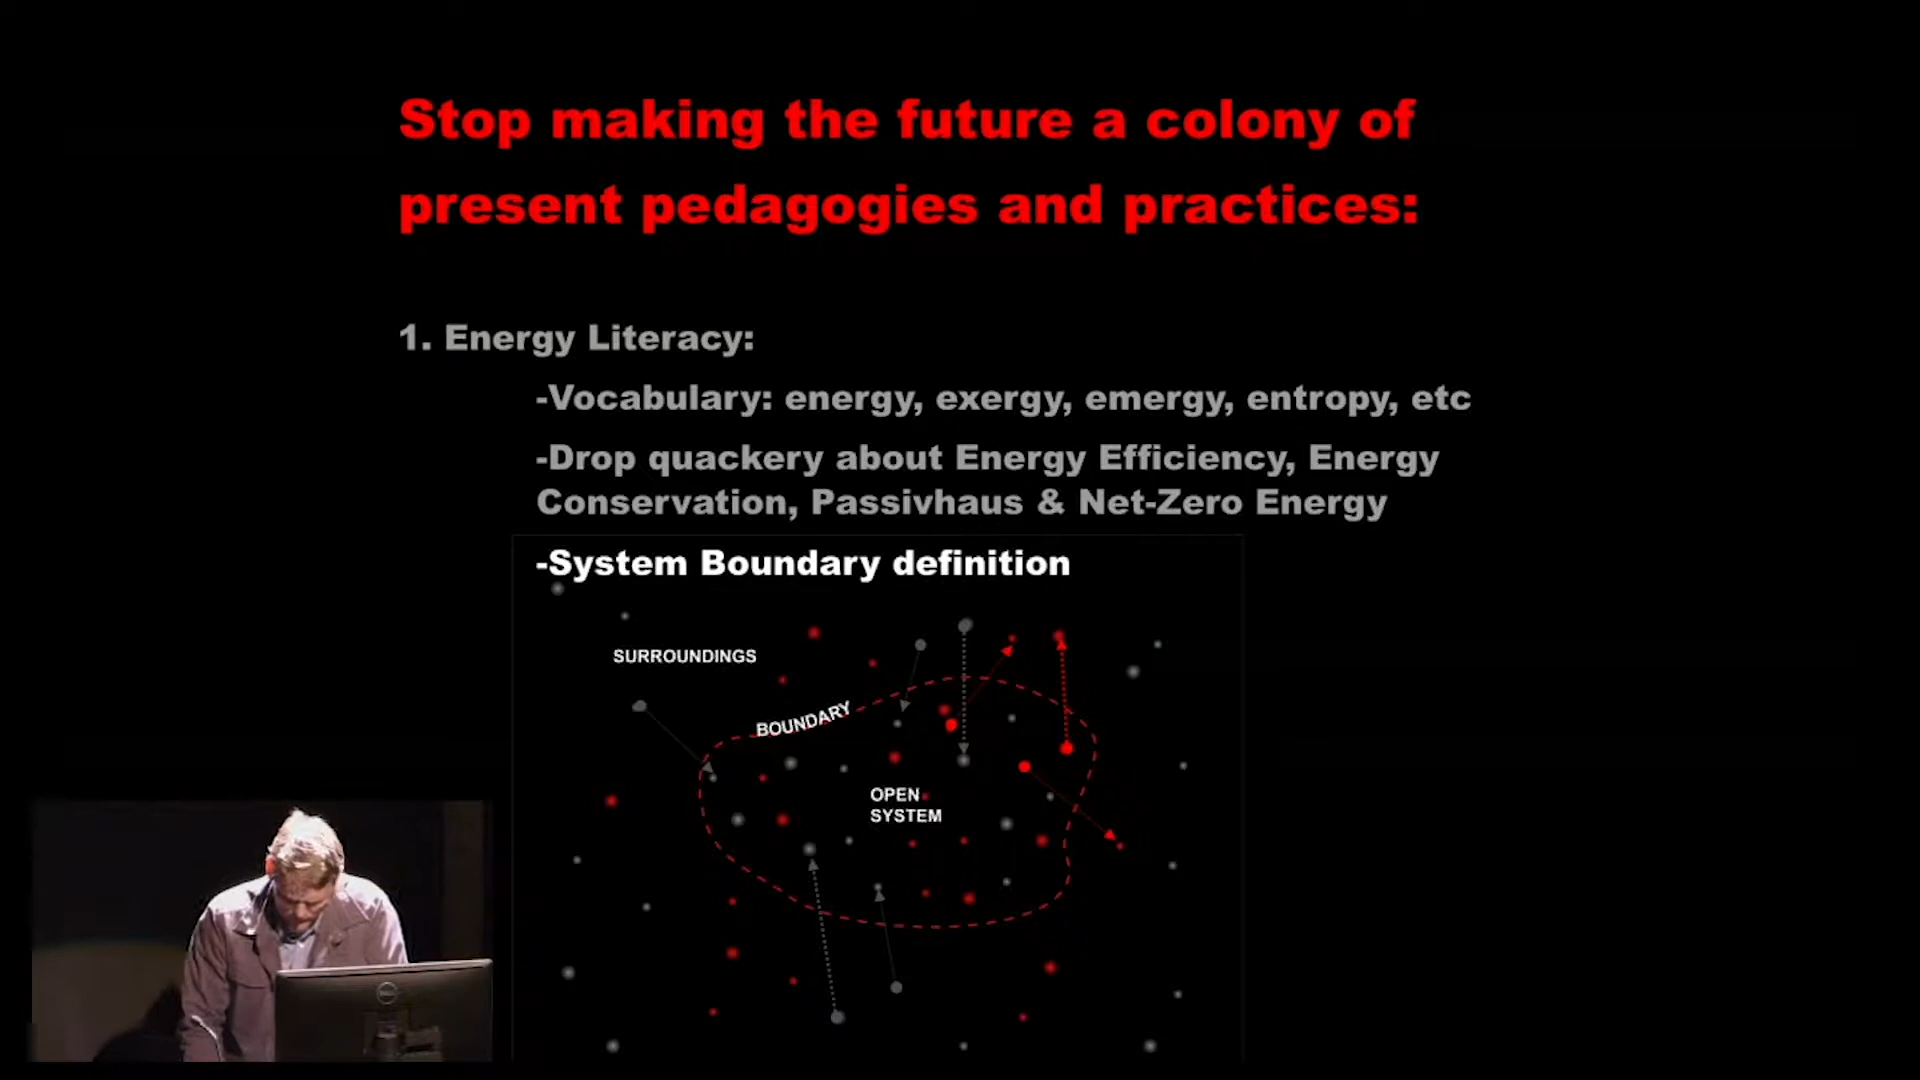 Stop making the future a colony of
present pedagogies and practices:
1. Energy Literacy:
-Vocabulary: energy, exergy, emergy, entropy, etc
-Drop quackery about Energy Efficiency, Energy
Conservation, Passivhaus & Net-Zero Energy
-System Boundary definition
SURROUNDINGS
BOUNDARY
OPEN
SYSTEM
DELL